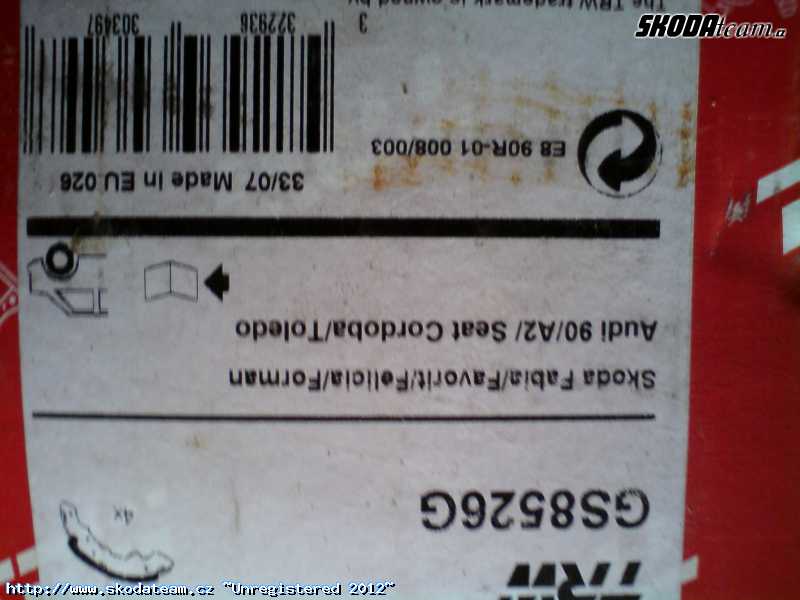 TRW
GS8526G
4x
Skoda Fabia/Favorit/Felicia/Forman
Audi 90/A2/ Seat Cordoba/Toledo
33/07 Made in EU 026
E8 90R-01 008/003
3 322936 303497
The TRW trademark is owned by
SKODAteam.cz
http://www.skodateam.cz ~Unregistered 2012~